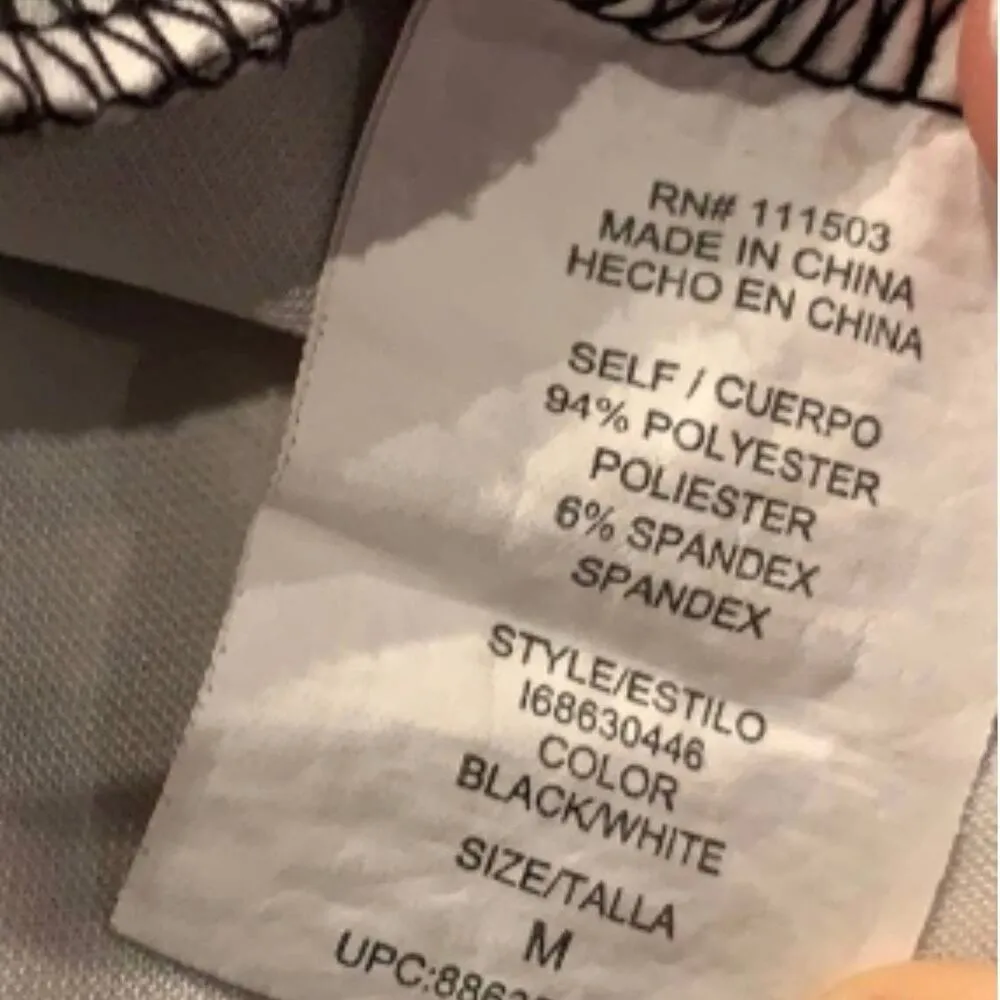 RN# 111503
MADE IN CHINA
HECHO EN CHINA
SELF / CUERPO
94% POLYESTER
POLIESTER
6% SPANDEX
SPANDEX
STYLE/ESTILO
I68630446
COLOR
BLACK/WHITE
SIZE/TALLA
M